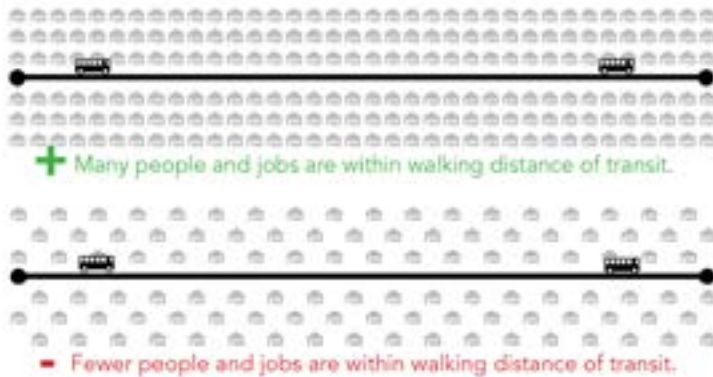 + Many people and jobs are within walking distance of transit.
- Fewer people and jobs are within walking distance of transit.